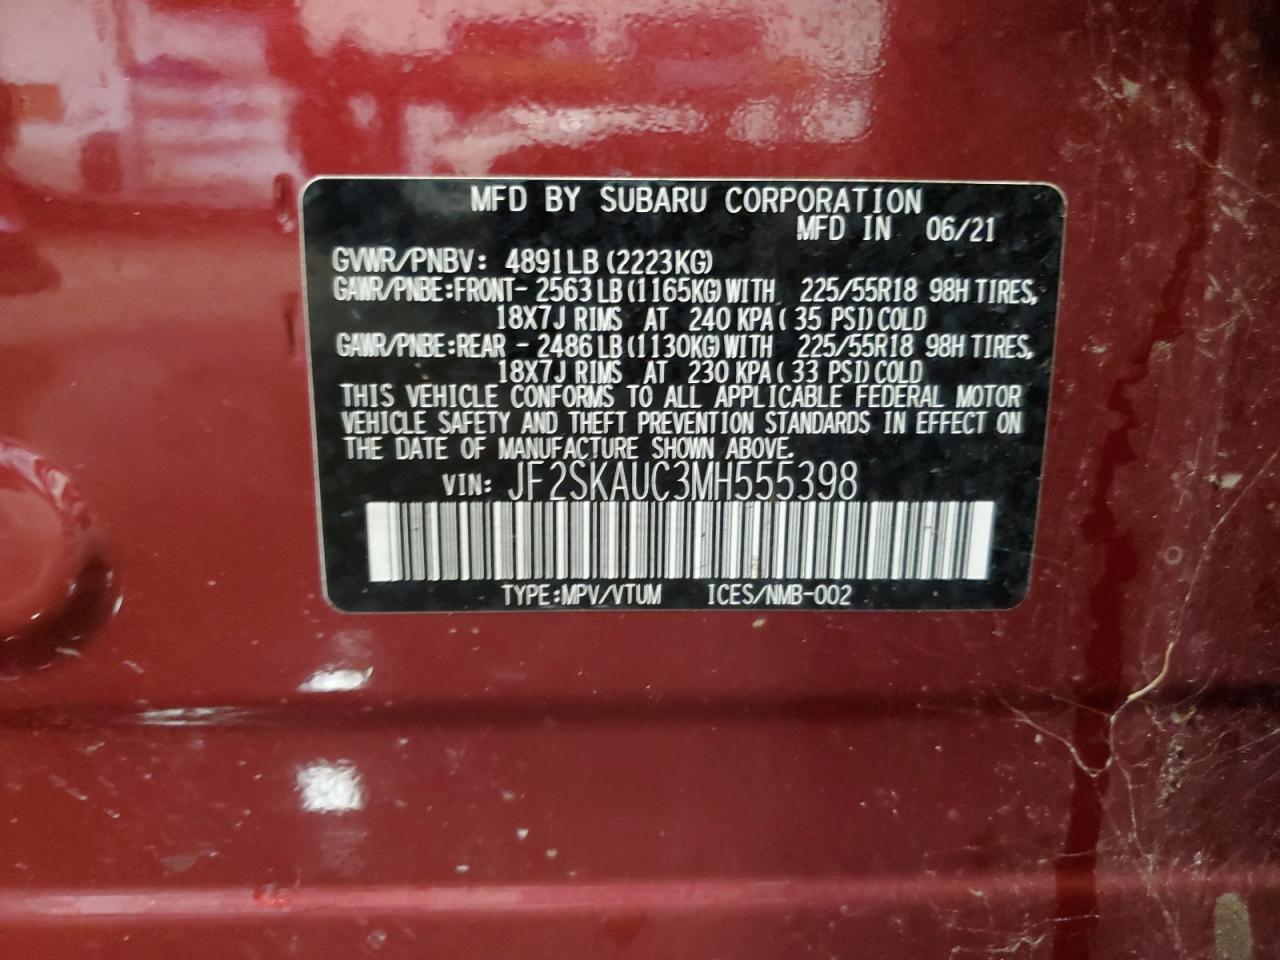 MFD BY SUBARU CORPORATION
MFD IN 06/21
GVWR/PNBV: 4891LB (2223KG)
GAWR/PNBE:FRONT- 2563LB (1165KG) WITH 225/55R18 98H TIRES,
18X7J RIMS AT 240 KPA ( 35 PSI) COLD
GAWR/PNBE:REAR - 2486LB (1130KG) WITH 225/55R18 98H TIRES,
18X7J RIMS AT 230 KPA ( 33 PSI) COLD
THIS VEHICLE CONFORMS TO ALL APPLICABLE FEDERAL MOTOR
VEHICLE SAFETY AND THEFT PREVENTION STANDARDS IN EFFECT ON
THE DATE OF MANUFACTURE SHOWN ABOVE.
VIN: JF2SKAUC3MH555398
TYPE:MPV/VTUM ICES/NMB-002